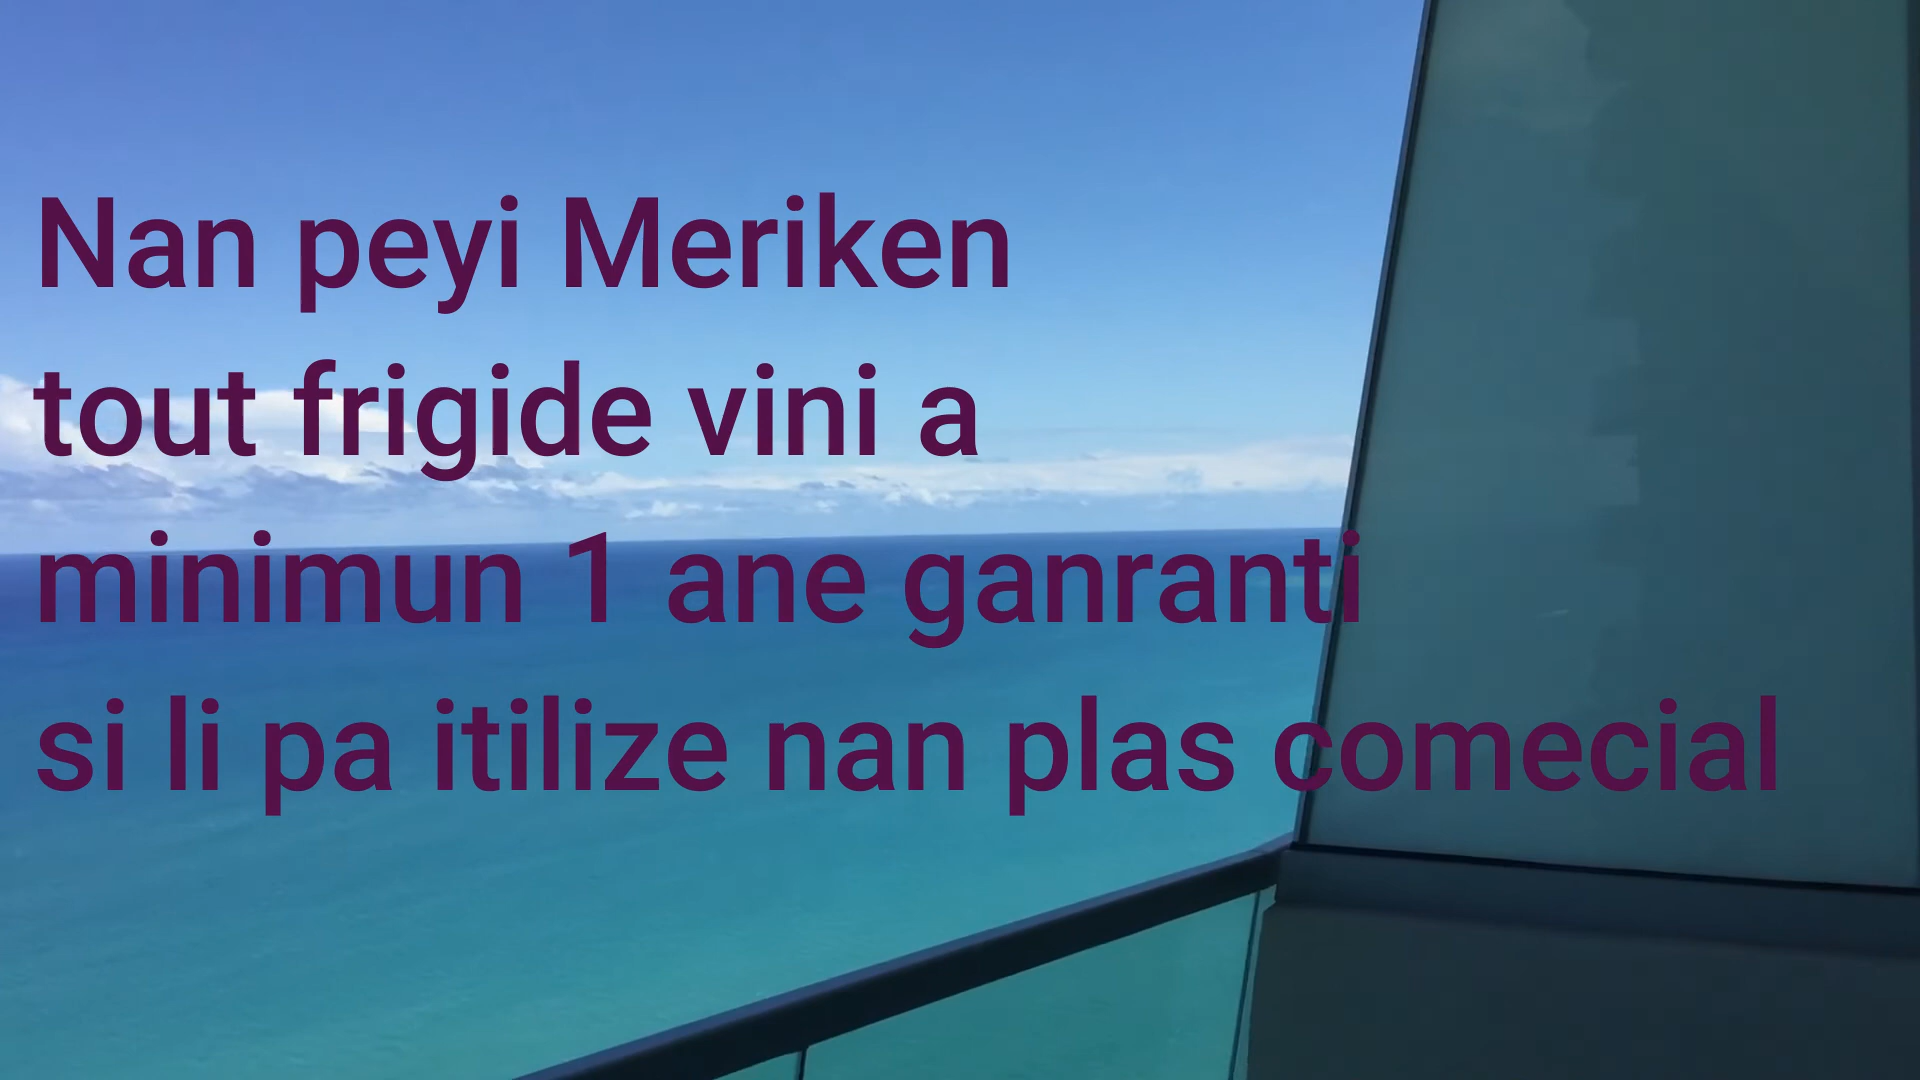 Nan peyi Meriken
tout frigide vini a
minimun 1 ane ganranti
si li pa itilize nan plas comecial